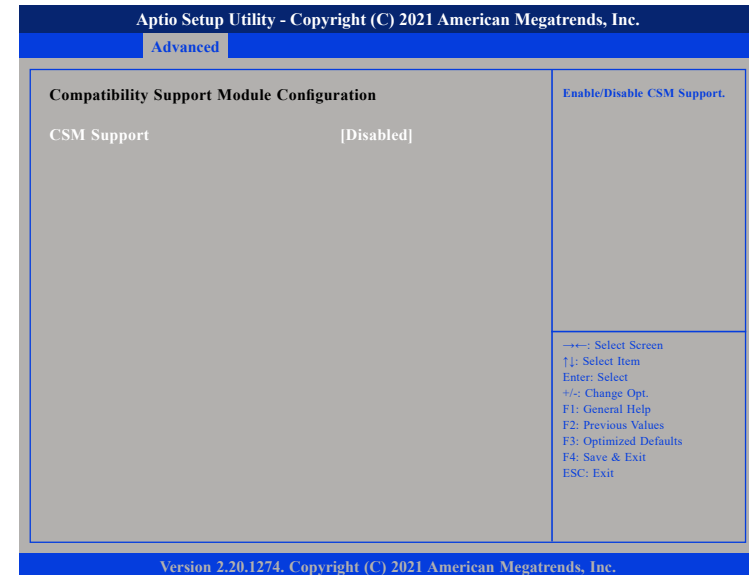 Aptio Setup Utility - Copyright (C) 2021 American Megatrends, Inc.
Advanced
Compatibility Support Module Configuration
CSM Support [Disabled]
Enable/Disable CSM Support.
→←: Select Screen
↑↓: Select Item
Enter: Select
+/-: Change Opt.
F1: General Help
F2: Previous Values
F3: Optimized Defaults
F4: Save & Exit
ESC: Exit
Version 2.20.1274. Copyright (C) 2021 American Megatrends, Inc.